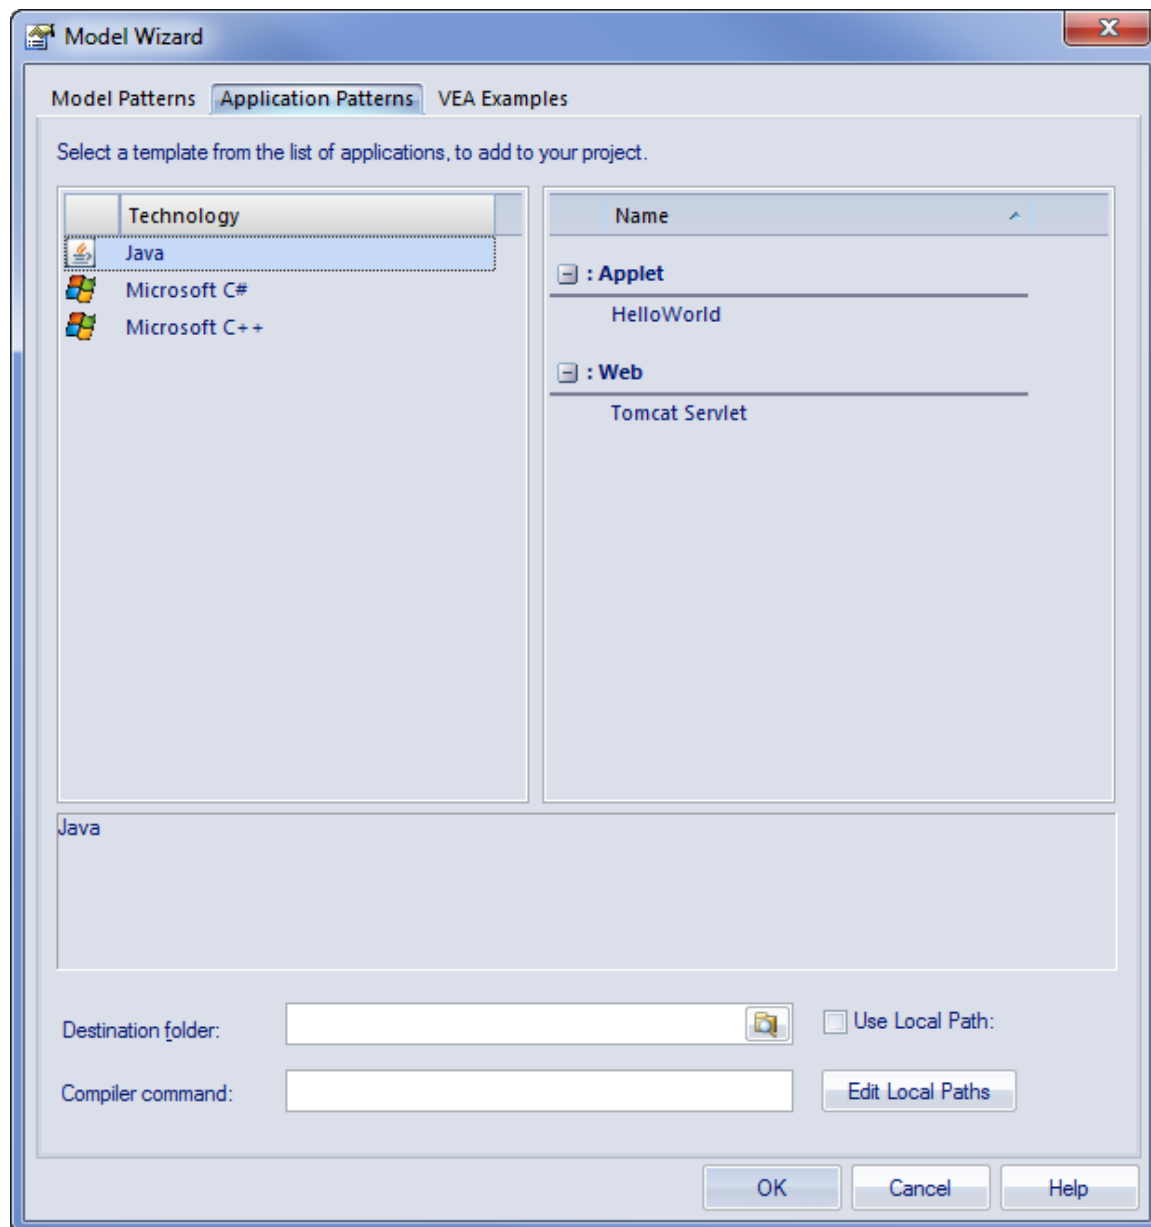 Model Wizard
Model Patterns Application Patterns VEA Examples
Select a template from the list of applications, to add to your project.
Technology
Java
Microsoft C#
Microsoft C++
Name
: Applet
HelloWorld
: Web
Tomcat Servlet
Java
Destination folder:
Use Local Path:
Compiler command:
Edit Local Paths
OK Cancel Help